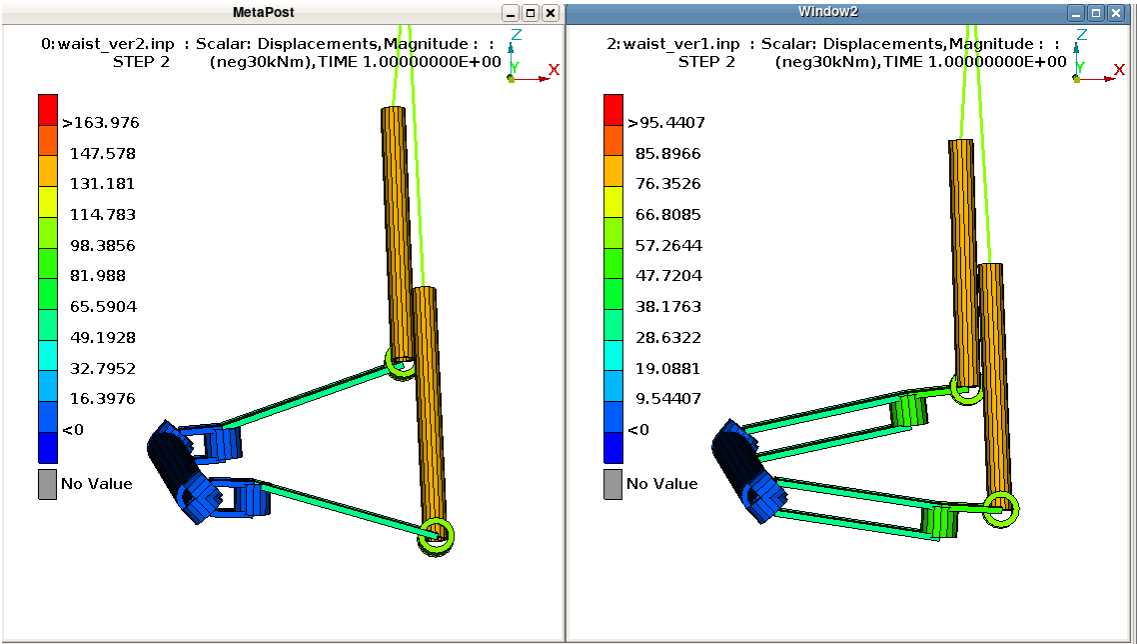 MetaPost
0:waist_ver2.inp : Scalar: Displacements,Magnitude : :
STEP 2 (neg30kNm),TIME 1.00000000E+00
Z
Y
X
>163.976
147.578
131.181
114.783
98.3856
81.988
65.5904
49.1928
32.7952
16.3976
<0
No Value
Window2
2:waist_ver1.inp : Scalar: Displacements,Magnitude : :
STEP 2 (neg30kNm),TIME 1.00000000E+00
Z
Y
X
>95.4407
85.8966
76.3526
66.8085
57.2644
47.7204
38.1763
28.6322
19.0881
9.54407
<0
No Value